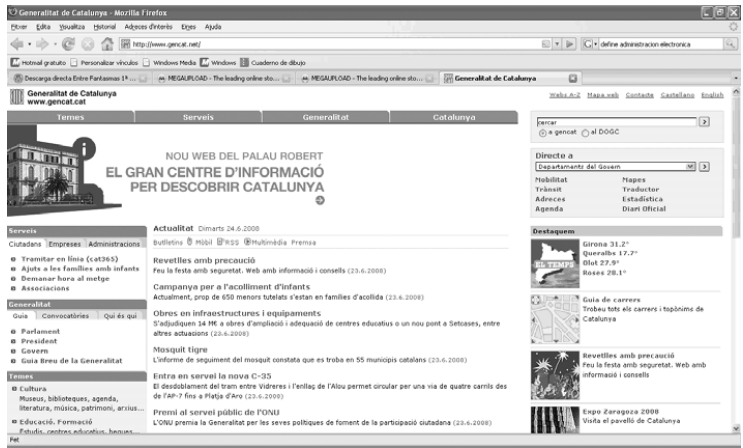 Generalitat de Catalunya - Mozilla Firefox
Fitxer Edita Visualitza Historial Adreces d'interès Eines Ajuda
http://www.gencat.net/
define administracion electronica
Hotmail gratuito Personalizar vínculos Windows Media Windows Cuaderno de dibujo
Descarga directa Entre Fantasmas 1ª ... MEGAUPLOAD - The leading online sto... MEGAUPLOAD - The leading online sto... Generalitat de Catalunya
Generalitat de Catalunya
www.gencat.cat
Webs A-Z Mapa web Contacte Castellano English
Temes Serveis Generalitat Catalunya
cercar
a gencat al DOGC
NOU WEB DEL PALAU ROBERT
EL GRAN CENTRE D'INFORMACIÓ
PER DESCOBRIR CATALUNYA
Directe a
Departaments del Govern
Mobilitat Mapes
Trànsit Traductor
Adreces Estadística
Agenda Diari Oficial
Serveis
Ciutadans Empreses Administracions
Tramitar en línia (cat365)
Ajuts a les famílies amb infants
Demanar hora al metge
Associacions
Generalitat
Guia Convocatòries Qui és qui
Parlament
President
Govern
Guia Breu de la Generalitat
Temes
Cultura
Museus, biblioteques, agenda,
literatura, música, patrimoni, arxius...
Educació. Formació
Estudis, centres educatius, beques...
Actualitat Dimarts 24.6.2008
Butlletins Mòbil RSS Multimèdia Premsa
Revetlles amb precaució
Feu la festa amb seguretat. Web amb informació i consells (23.6.2008)
Campanya per a l'acolliment d'infants
Actualment, prop de 650 menors tutelats s'estan en famílies d'acollida (23.6.2008)
Obres en infraestructures i equipaments
S'adjudiquen 14 M€ a obres d'ampliació i adequació de centres educatius o un nou pont a Setcases, entre
altres actuacions (23.6.2008)
Mosquit tigre
L'informe de seguiment del mosquit constata que es troba en 55 municipis catalans (23.6.2008)
Entra en servei la nova C-35
El desdoblament del tram entre Vidreres i l'enllaç de l'Alou permet circular per una via de quatre carrils des
de l'AP-7 fins a Platja d'Aro (23.6.2008)
Premi al servei públic de l'ONU
L'ONU premia la Generalitat per les seves polítiques de foment de la participació ciutadana (23.6.2008)
Destaquem
EL TEMPS
Girona 31.2°
Queralbs 17.7°
Olot 27.9°
Roses 28.1°
Guia de carrers
Trobeu tots els carrers i topònims de
Catalunya
Revetlles amb precaució
Feu la festa amb seguretat. Web amb
informació i consells
Expo Zaragoza 2008
Visita el pavelló de Catalunya
Fet